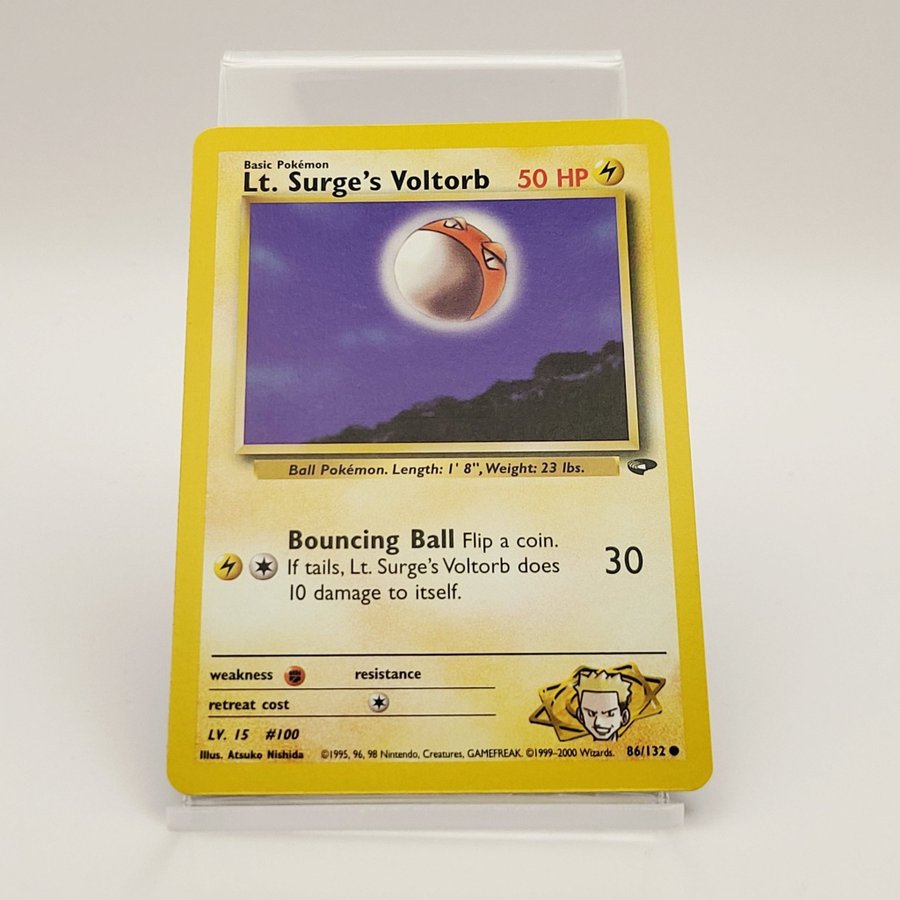 Basic Pokémon
Lt. Surge's Voltorb 50 HP
Ball Pokémon. Length: 1' 8", Weight: 23 lbs.
Bouncing Ball Flip a coin.
If tails, Lt. Surge's Voltorb does
10 damage to itself.
30
weakness resistance
retreat cost
LV. 15 #100
Illus. Atsuko Nishida ©1995, 96, 98 Nintendo, Creatures, GAMEFREAK. ©1999–2000 Wizards. 86/132